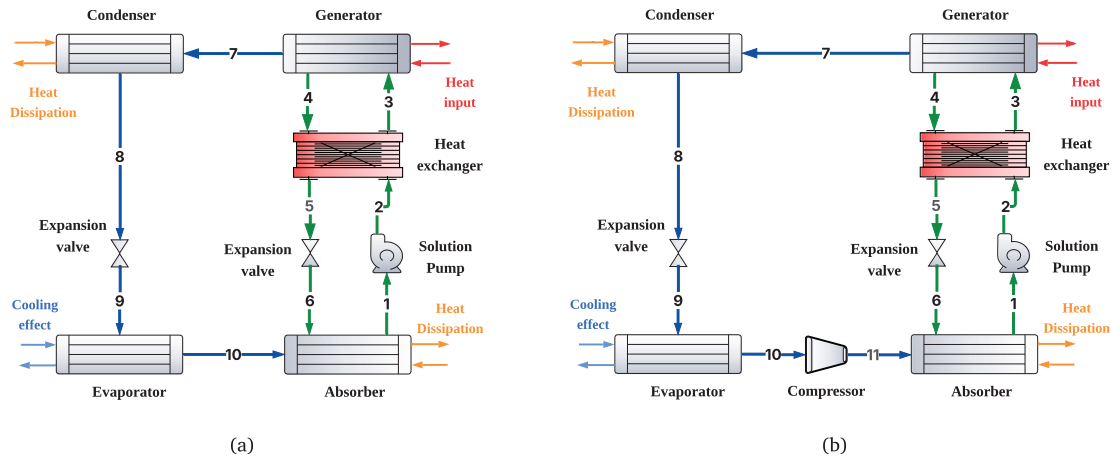 Condenser
Generator
7
Heat
Dissipation
4
3
Heat
input
8
Heat
exchanger
5
2
Expansion
valve
Expansion
valve
Solution
Pump
9
6
1
Cooling
effect
Heat
Dissipation
10
Evaporator
Absorber
(a)
Condenser
Generator
7
Heat
Dissipation
4
3
Heat
input
8
Heat
exchanger
5
2
Expansion
valve
Expansion
valve
Solution
Pump
9
6
1
Cooling
effect
Heat
Dissipation
10
11
Evaporator
Compressor
Absorber
(b)